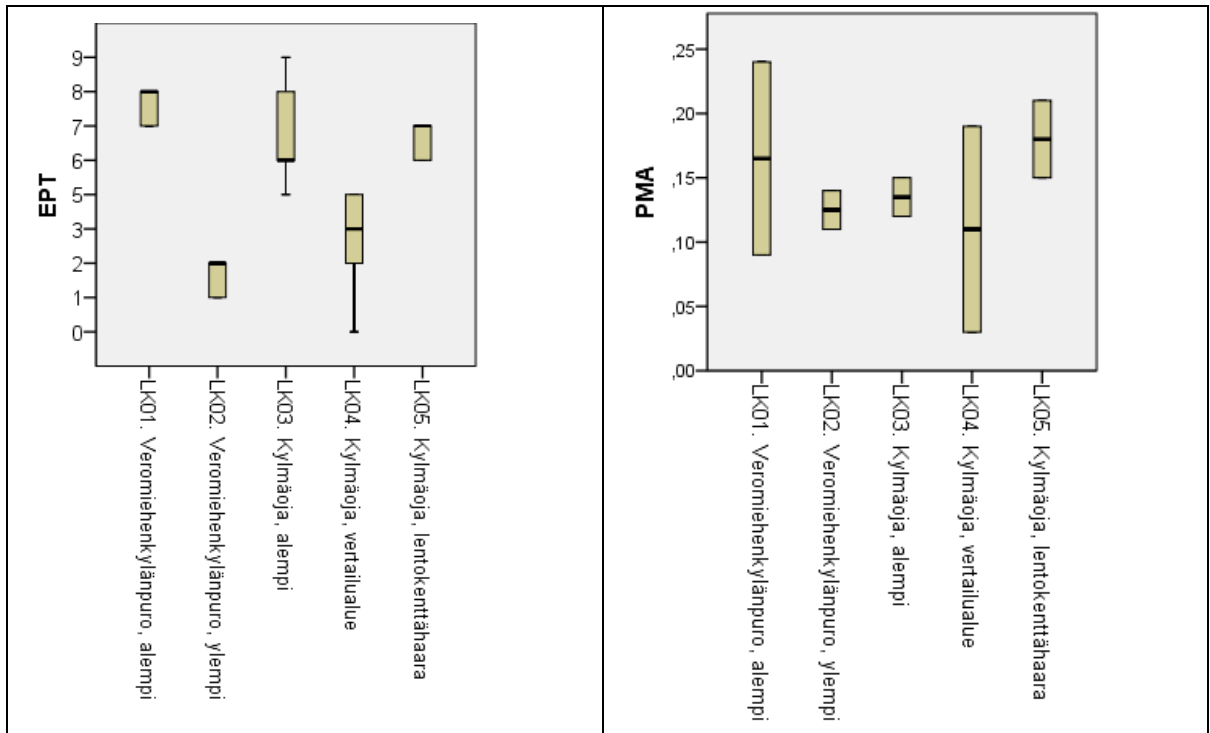 EPT
9
8
7
6
5
3
2
1
0
LK01. Veromiehenkylänpuro, alempi
LK02. Veromiehenkylänpuro, ylempi
LK03. Kylmäoja, alempi
LK04. Kylmäoja, vertailualue
LK05. Kylmäoja, lentokenttähaara
PMA
,25
,20
,15
,10
,05
,00
LK01. Veromiehenkylänpuro, alempi
LK02. Veromiehenkylänpuro, ylempi
LK03. Kylmäoja, alempi
LK04. Kylmäoja, vertailualue
LK05. Kylmäoja, lentokenttähaara